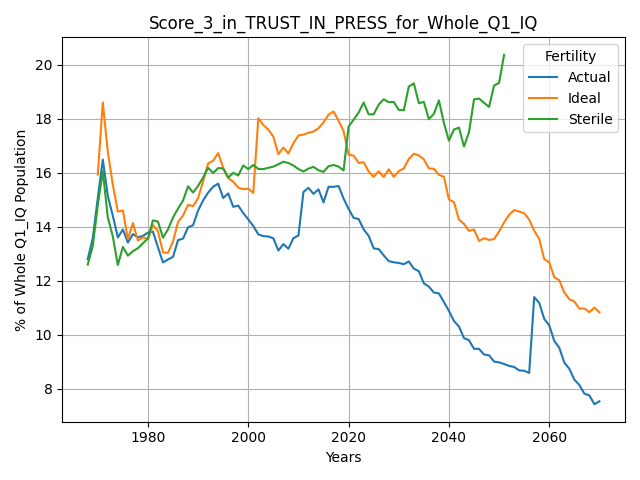 Score_3_in_TRUST_IN_PRESS_for_Whole_Q1_IQ
% of Whole Q1_IQ Population
20
18
16
14
12
10
8
Fertility
Actual
Ideal
Sterile
1980 2000 2020 2040 2060
Years